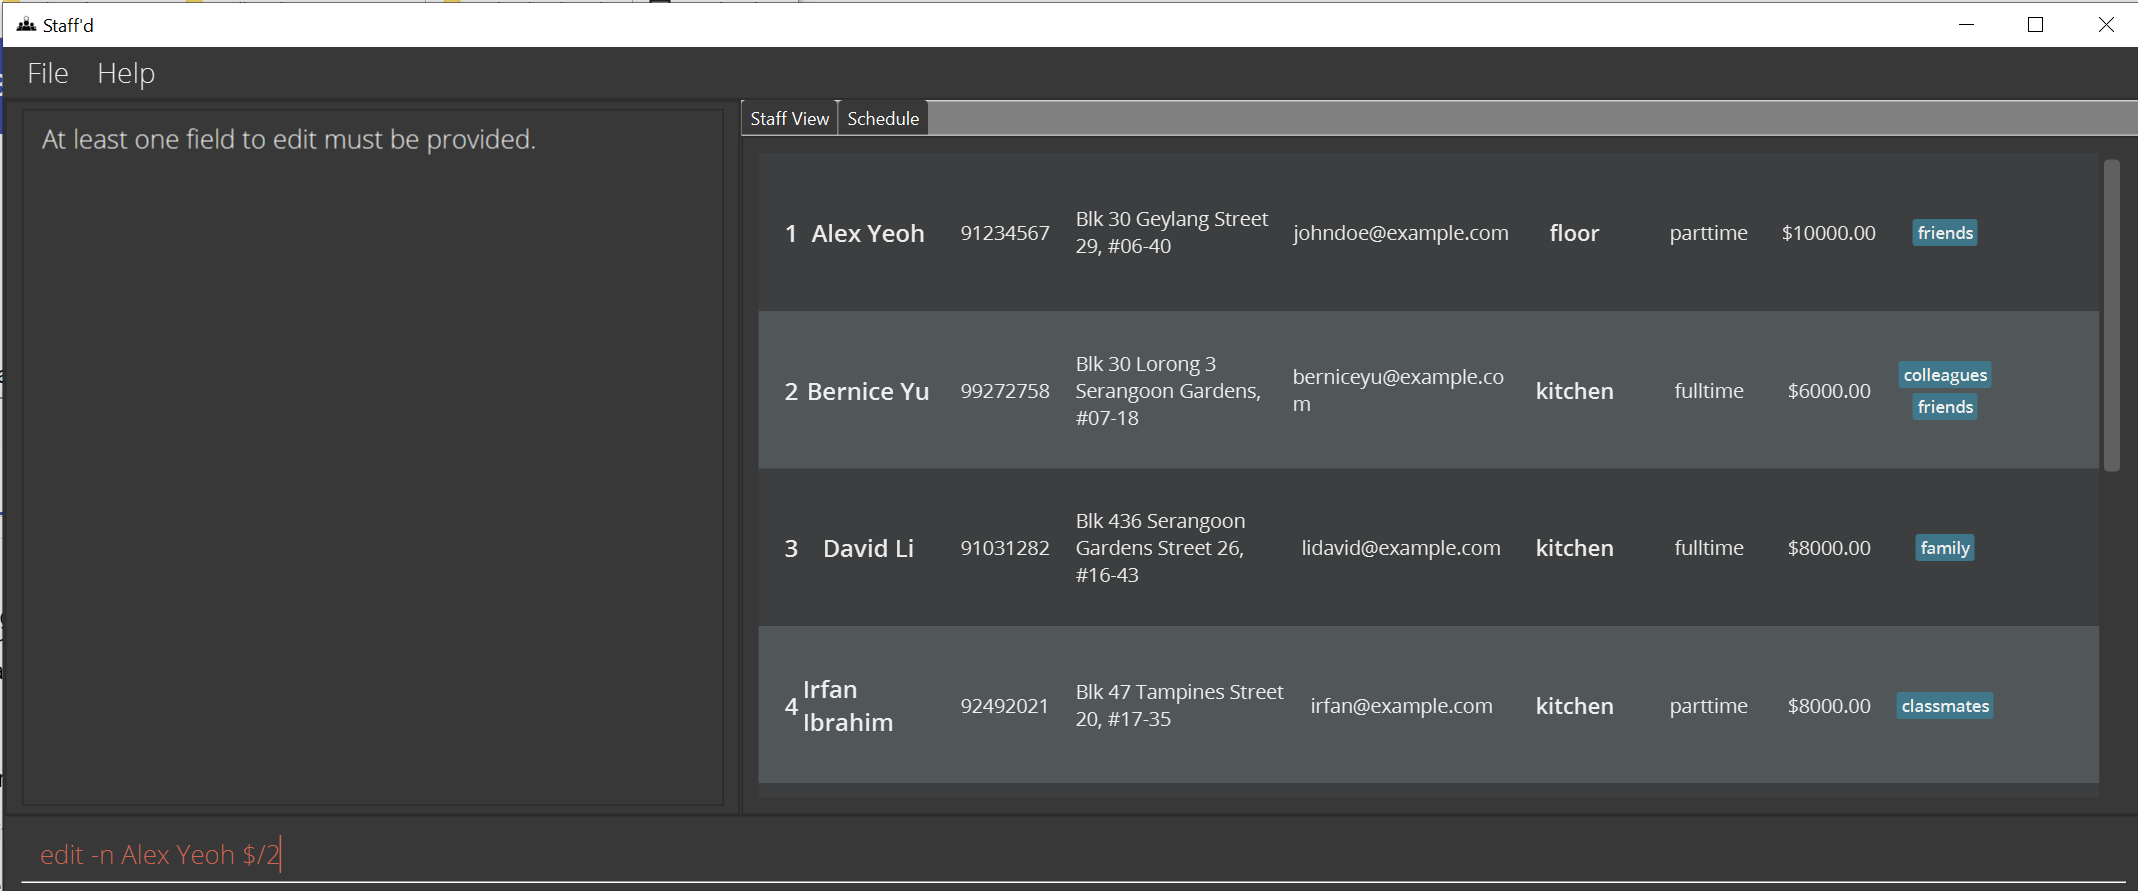 Staff'd
File Help
At least one field to edit must be provided.
Staff View Schedule
1 Alex Yeoh 91234567 Blk 30 Geylang Street
29, #06-40 johndoe@example.com floor parttime $10000.00 friends
2 Bernice Yu 99272758 Blk 30 Lorong 3
Serangoon Gardens,
#07-18 berniceyu@example.co
m kitchen fulltime $6000.00 colleagues
friends
3 David Li 91031282 Blk 436 Serangoon
Gardens Street 26,
#16-43 lidavid@example.com kitchen fulltime $8000.00 family
4 Irfan
Ibrahim 92492021 Blk 47 Tampines Street
20, #17-35 irfan@example.com kitchen parttime $8000.00 classmates
edit -n Alex Yeoh $/2